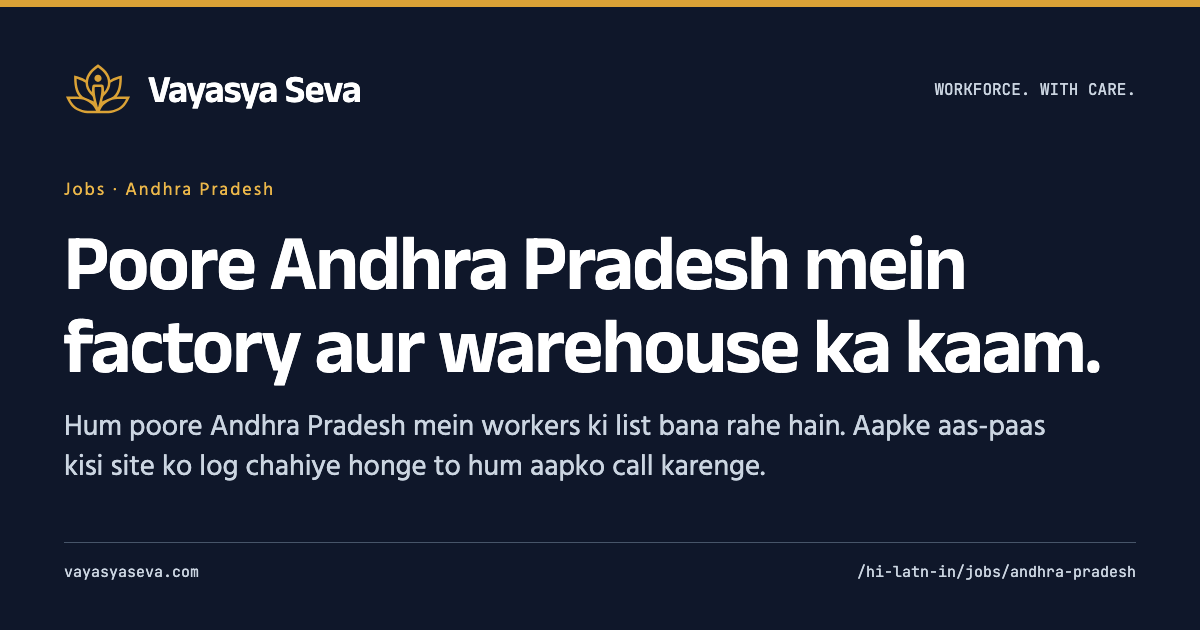 Vayasya Seva
WORKFORCE. WITH CARE.
Jobs · Andhra Pradesh
Poore Andhra Pradesh mein
factory aur warehouse ka kaam.
Hum poore Andhra Pradesh mein workers ki list bana rahe hain. Aapke aas-paas
kisi site ko log chahiye honge to hum aapko call karenge.
vayasyaseva.com
/hi-latn-in/jobs/andhra-pradesh